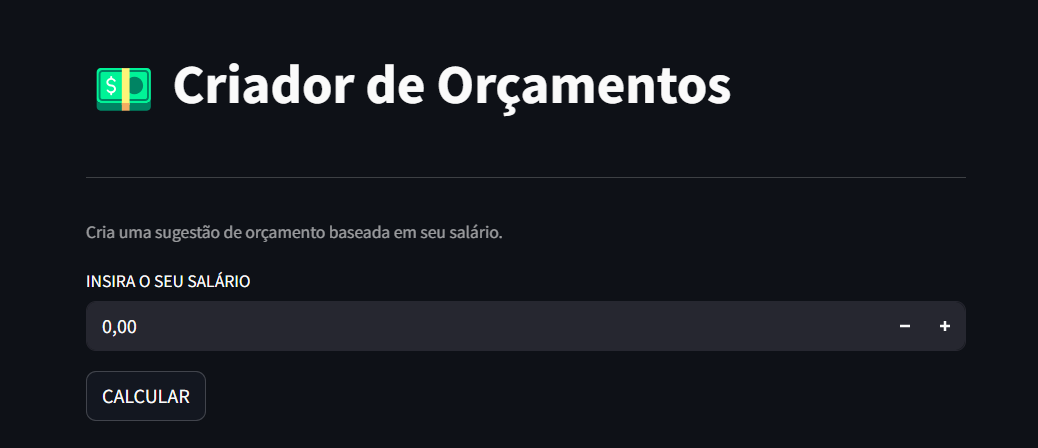 Criador de Orçamentos
Cria uma sugestão de orçamento baseada em seu salário.
INSIRA O SEU SALÁRIO
0,00
CALCULAR